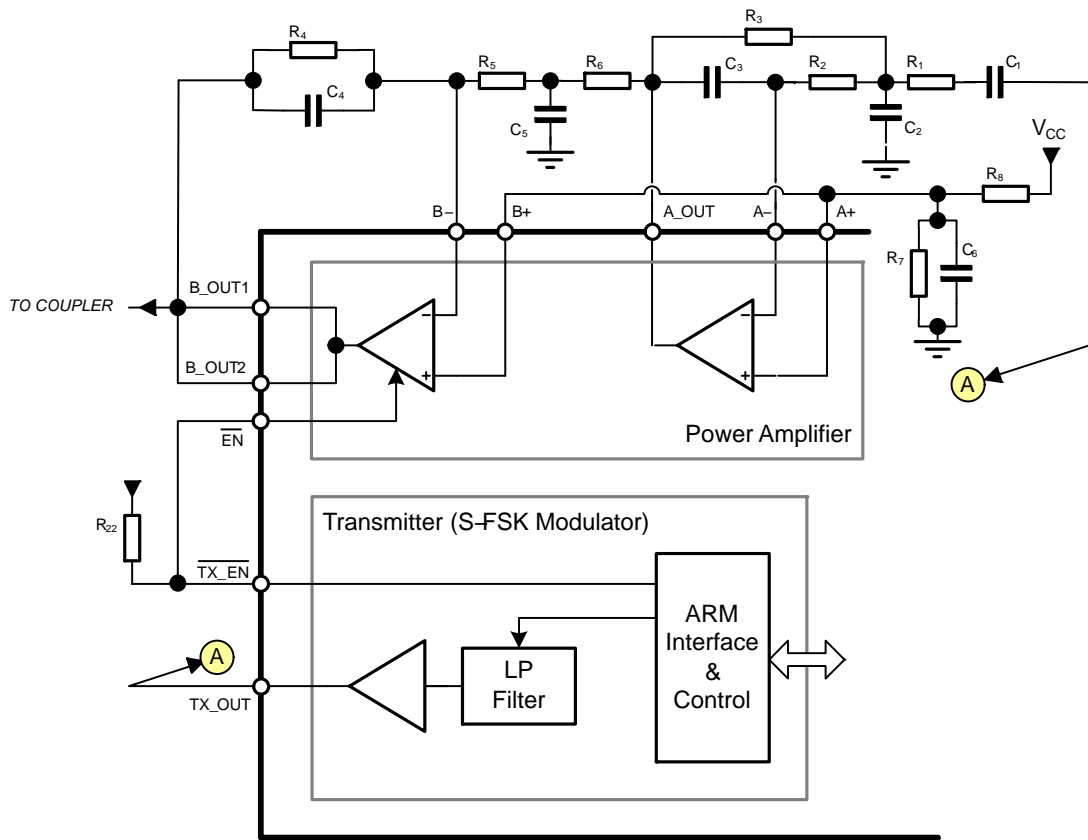 R3
R4
R5
R6
C3
R2
R1
C1
C4
C5
C2
VCC
R8
B−
B+
A_OUT
A−
A+
R7
C6
B_OUT1
TO COUPLER
B_OUT2
A
EN
Power Amplifier
R22
Transmitter (S−FSK Modulator)
TX_EN
ARM
Interface
&
Control
A
LP
Filter
TX_OUT